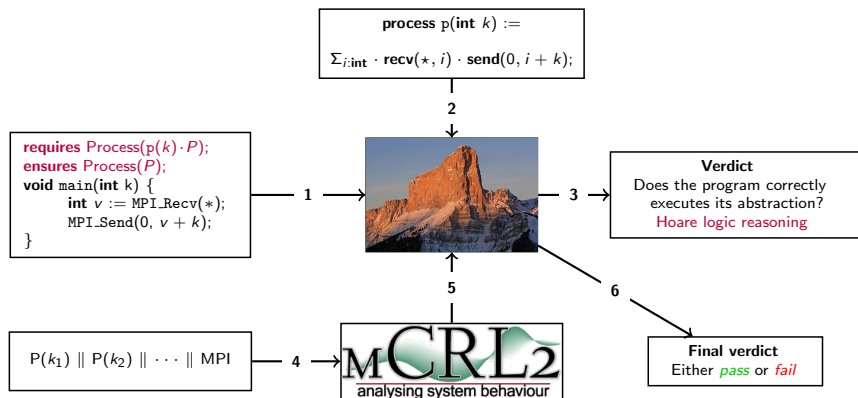 process p(int k) :=
Σi:int · recv(⋆, i) · send(0, i + k);
2
requires Process(p(k)·P);
ensures Process(P);
void main(int k) {
int v := MPI_Recv(*);
MPI_Send(0, v + k);
}
1
3
Verdict
Does the program correctly
executes its abstraction?
Hoare logic reasoning
5
6
P(k1) ∥ P(k2) ∥ · · · ∥ MPI
4
mCRL2
analysing system behaviour
Final verdict
Either pass or fail